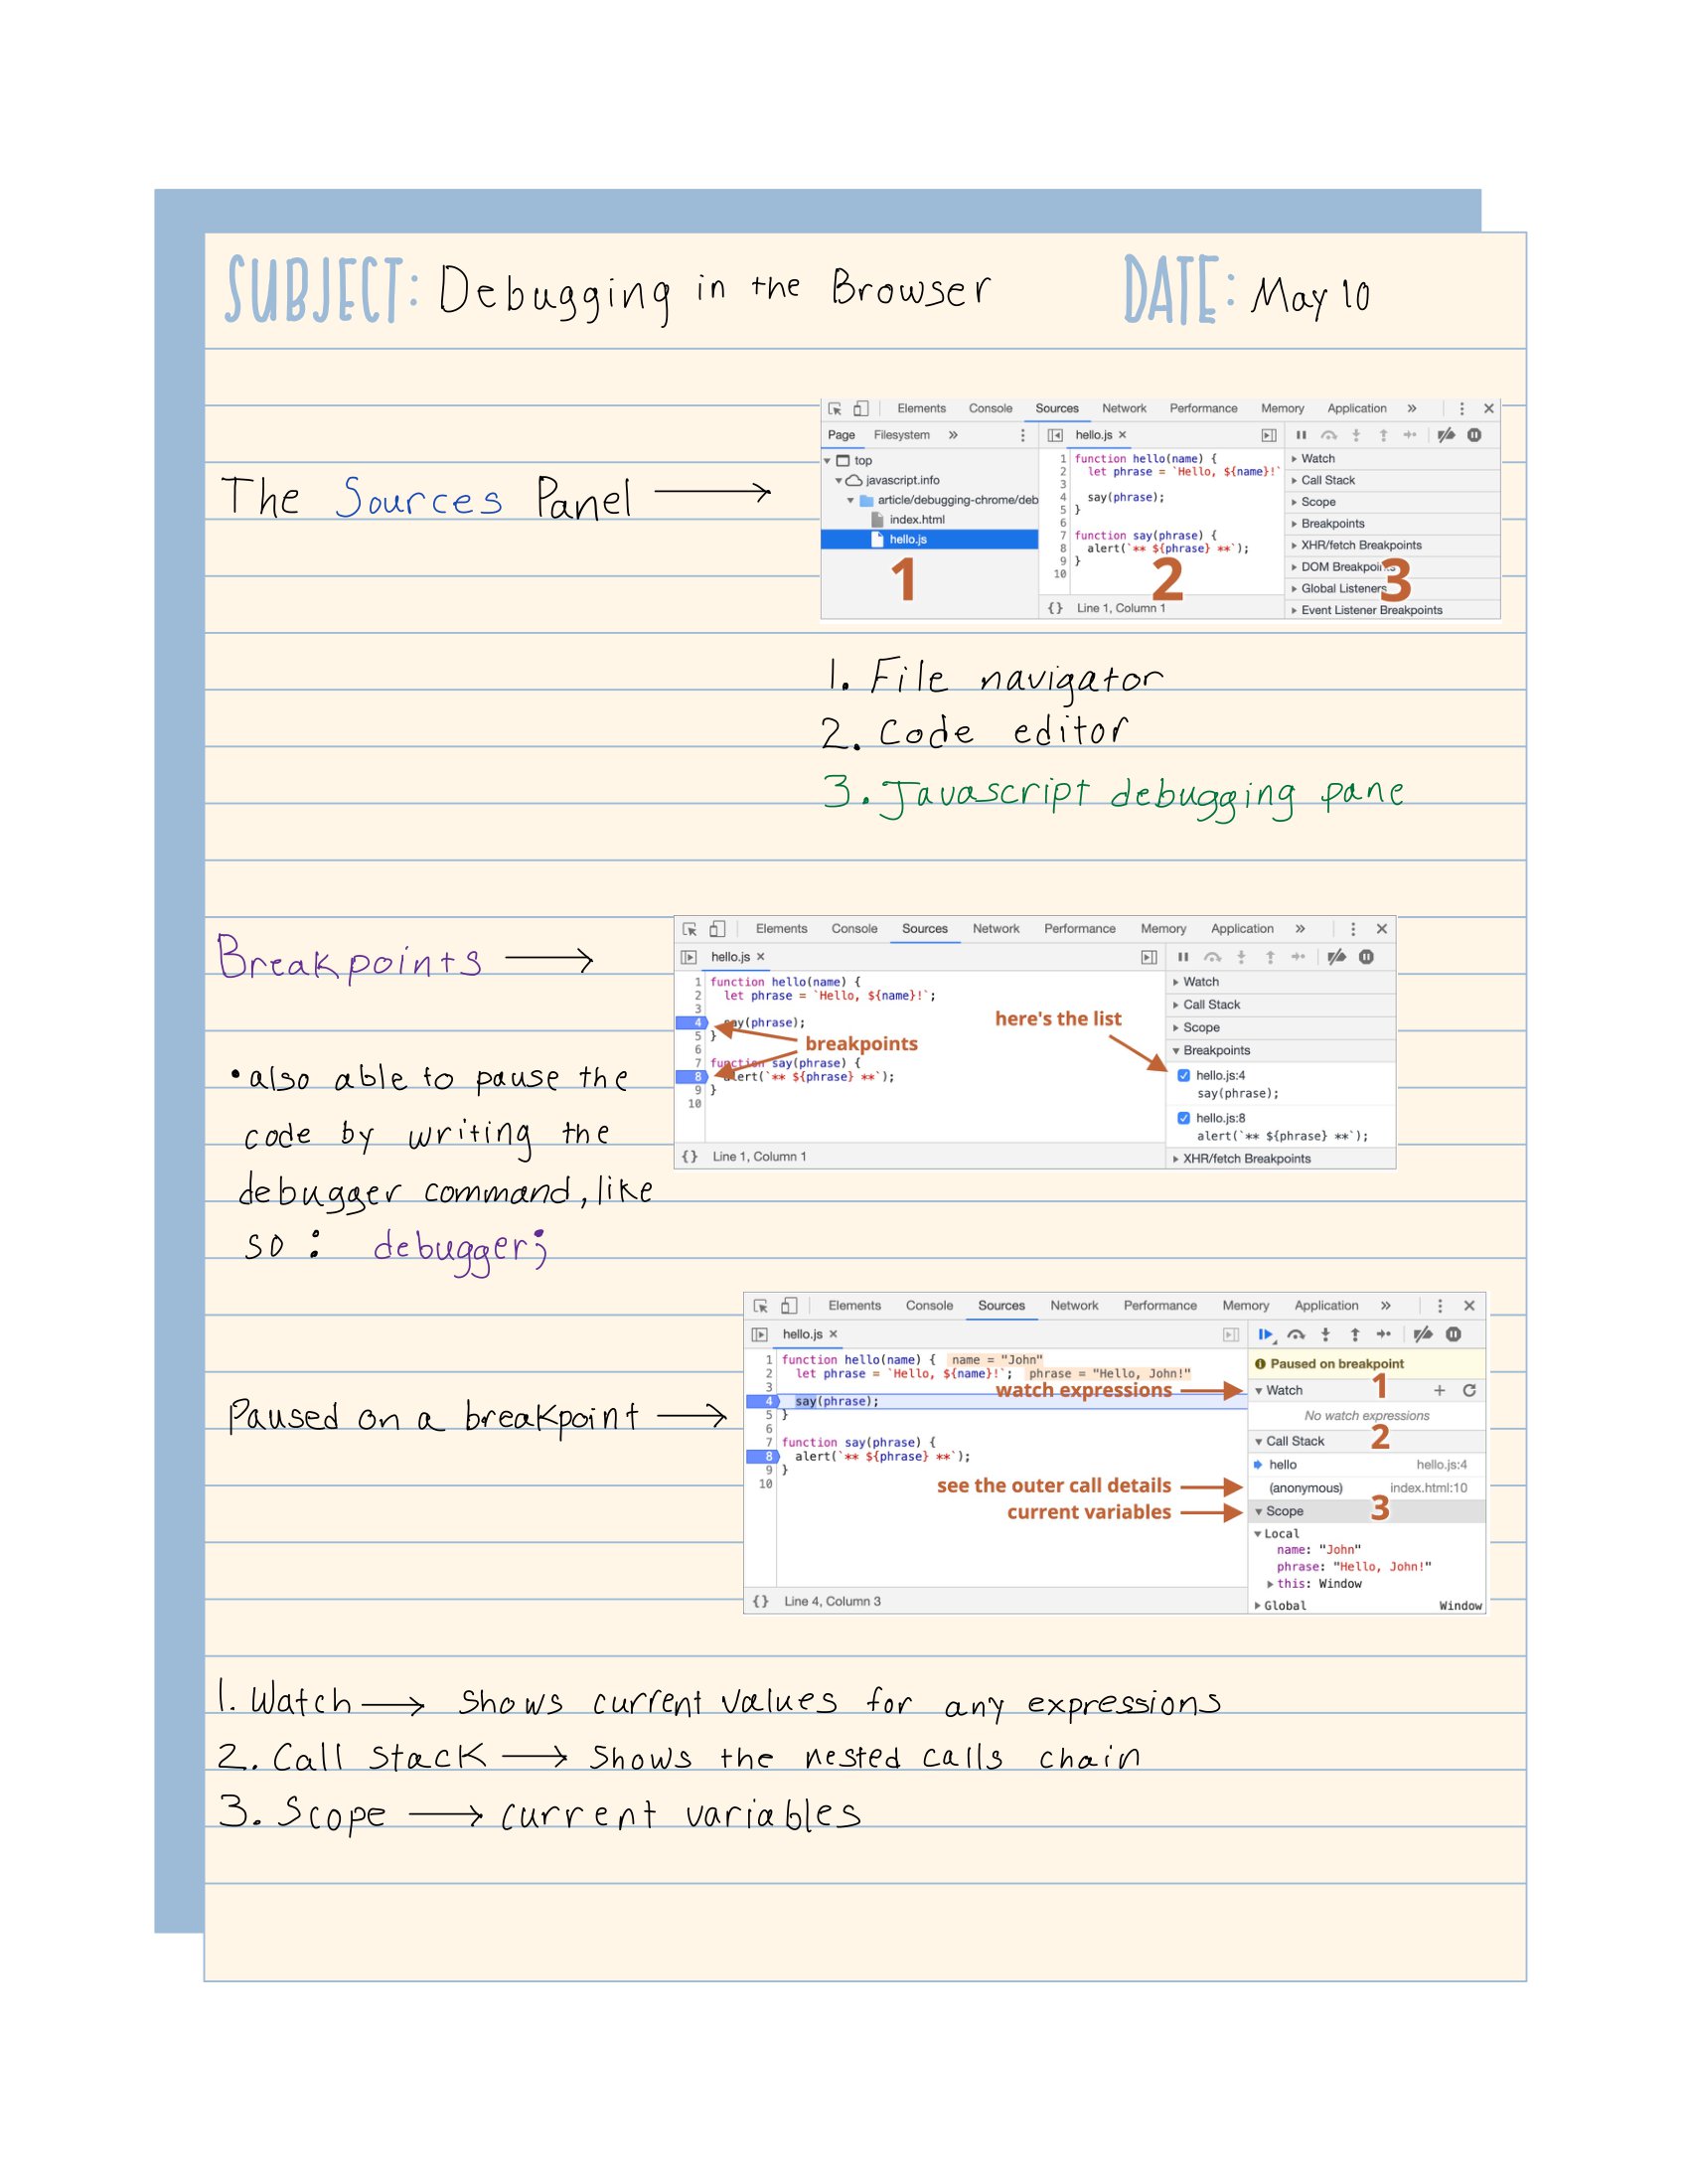 SUBJECT: Debugging in the Browser DATE: May 10
Elements Console Sources Network Performance Memory Application »
Page Filesystem » hello.js ×
top
javascript.info
article/debugging-chrome/deb
index.html
hello.js
1
1 function hello(name) {
2 let phrase = `Hello, ${name}!`
3
4 say(phrase);
5 }
6
7 function say(phrase) {
8 alert(`** ${phrase} **`);
9 }
10
2
{} Line 1, Column 1
Watch
Call Stack
Scope
Breakpoints
XHR/fetch Breakpoints
DOM Breakpoints
Global Listeners
Event Listener Breakpoints
3
The Sources Panel →
1. File navigator
2. Code editor
3. Javascript debugging pane
Breakpoints →
Elements Console Sources Network Performance Memory Application »
hello.js ×
1 function hello(name) {
2 let phrase = `Hello, ${name}!`;
3
4 say(phrase);
5 }
6
7 function say(phrase) {
8 alert(`** ${phrase} **`);
9 }
10
breakpoints
here's the list
{} Line 1, Column 1
Watch
Call Stack
Scope
Breakpoints
hello.js:4
say(phrase);
hello.js:8
alert(`** ${phrase} **`);
XHR/fetch Breakpoints
• also able to pause the
code by writing the
debugger command, like
so : debugger;
Paused on a breakpoint →
Elements Console Sources Network Performance Memory Application »
hello.js ×
1 function hello(name) { name = "John"
2 let phrase = `Hello, ${name}!`; phrase = "Hello, John!"
3
4 say(phrase);
5 }
6
7 function say(phrase) {
8 alert(`** ${phrase} **`);
9 }
10
watch expressions
see the outer call details
current variables
{} Line 4, Column 3
Paused on breakpoint
Watch 1
No watch expressions
Call Stack 2
hello hello.js:4
(anonymous) index.html:10
Scope 3
Local
name: "John"
phrase: "Hello, John!"
this: Window
Global Window
1. Watch → shows current values for any expressions
2. Call Stack → shows the nested calls chain
3. Scope → current variables